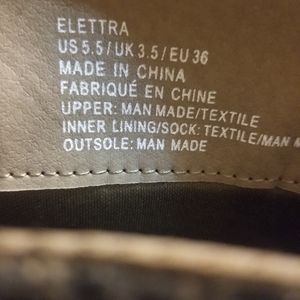 ELETTRA
US 5.5 / UK 3.5 / EU 36
MADE IN CHINA
FABRIQUÉ EN CHINE
UPPER: MAN MADE/TEXTILE
INNER LINING/SOCK: TEXTILE/MAN M
OUTSOLE: MAN MADE